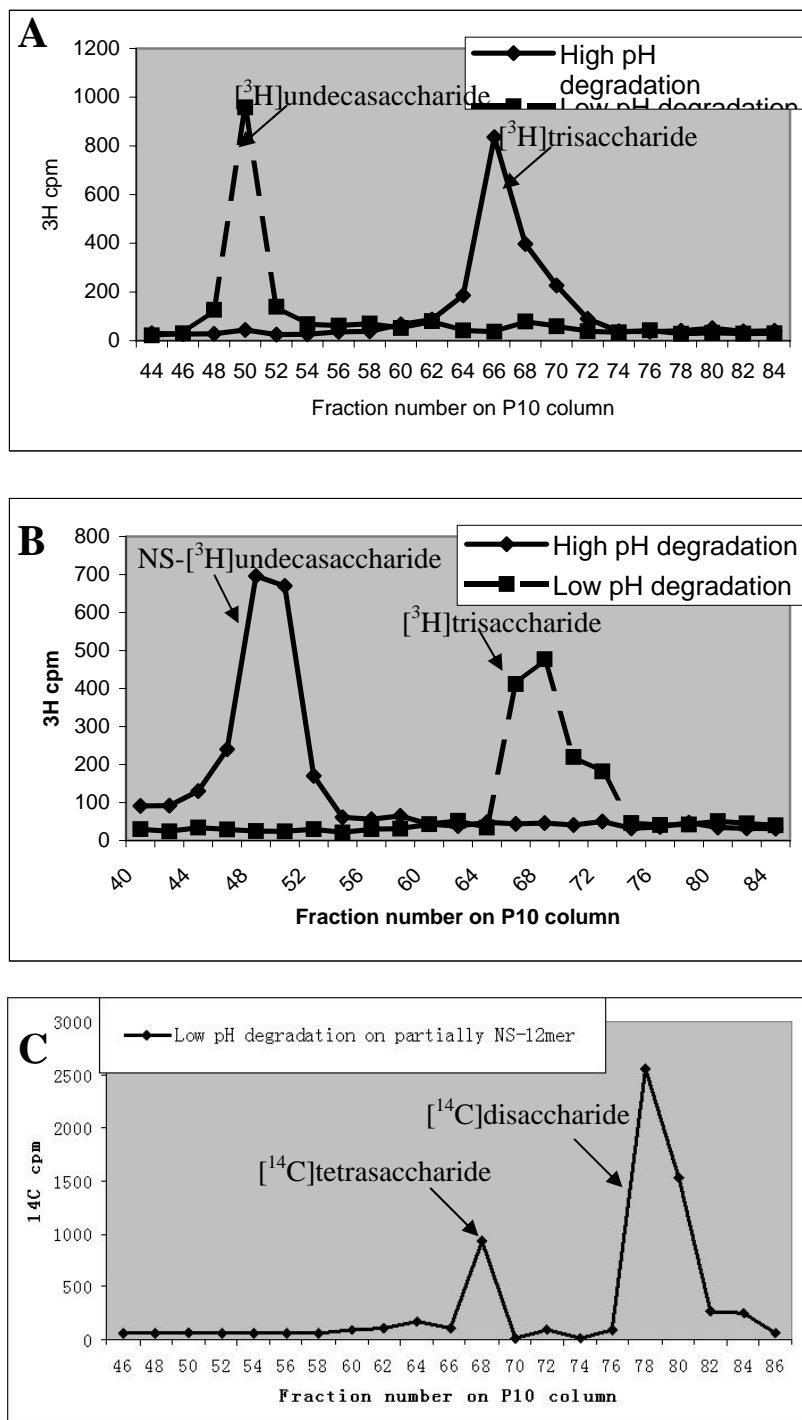 A
1200
1000
800
600
400
200
0
3H cpm
High pH
degradation
Low pH degradation
[³H]undecasaccharide
[³H]trisaccharide
44 46 48 50 52 54 56 58 60 62 64 66 68 70 72 74 76 78 80 82 84
Fraction number on P10 column
B
800
700
600
500
400
300
200
100
0
3H cpm
High pH degradation
Low pH degradation
NS-[³H]undecasaccharide
[³H]trisaccharide
40 44 48 52 56 60 64 68 72 76 80 84
Fraction number on P10 column
C
3000
2500
2000
1500
1000
500
0
14C cpm
Low pH degradation on partially NS-12mer
[¹⁴C]disaccharide
[¹⁴C]tetrasaccharide
46 48 50 52 54 56 58 60 62 64 66 68 70 72 74 76 78 80 82 84 86
Fraction number on P10 column